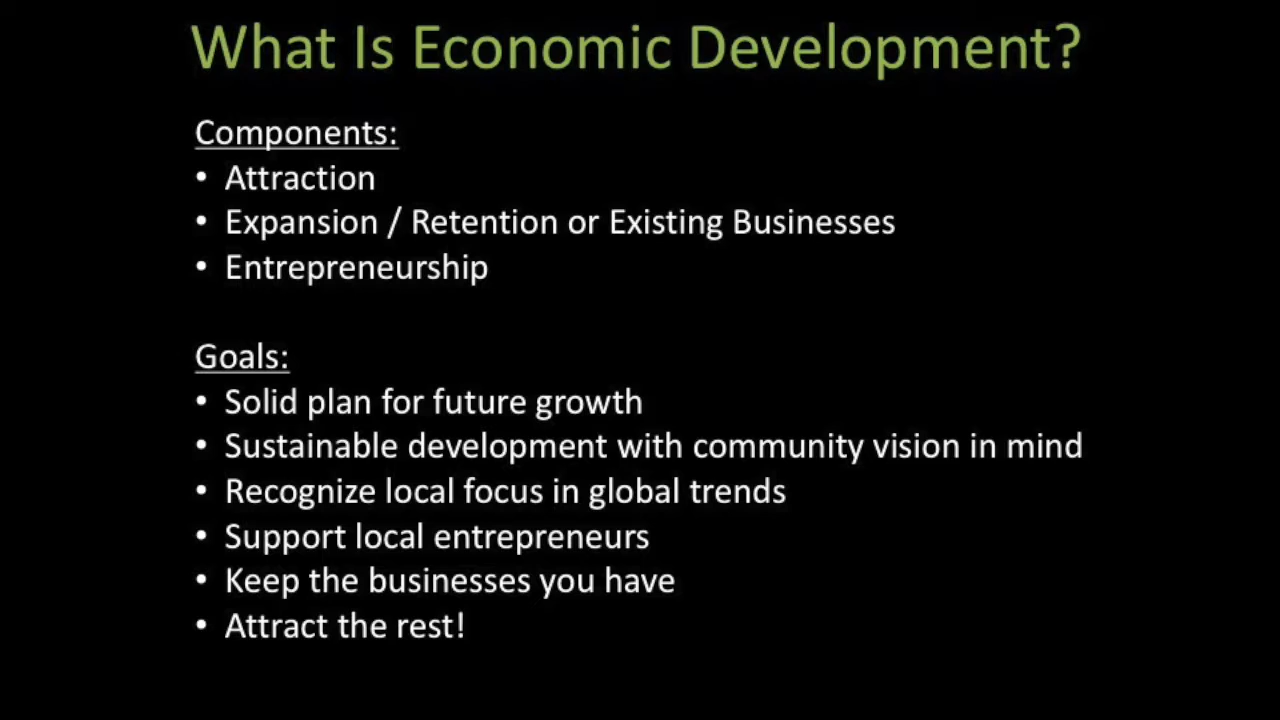 What Is Economic Development?
Components:
• Attraction
• Expansion / Retention or Existing Businesses
• Entrepreneurship
Goals:
• Solid plan for future growth
• Sustainable development with community vision in mind
• Recognize local focus in global trends
• Support local entrepreneurs
• Keep the businesses you have
• Attract the rest!